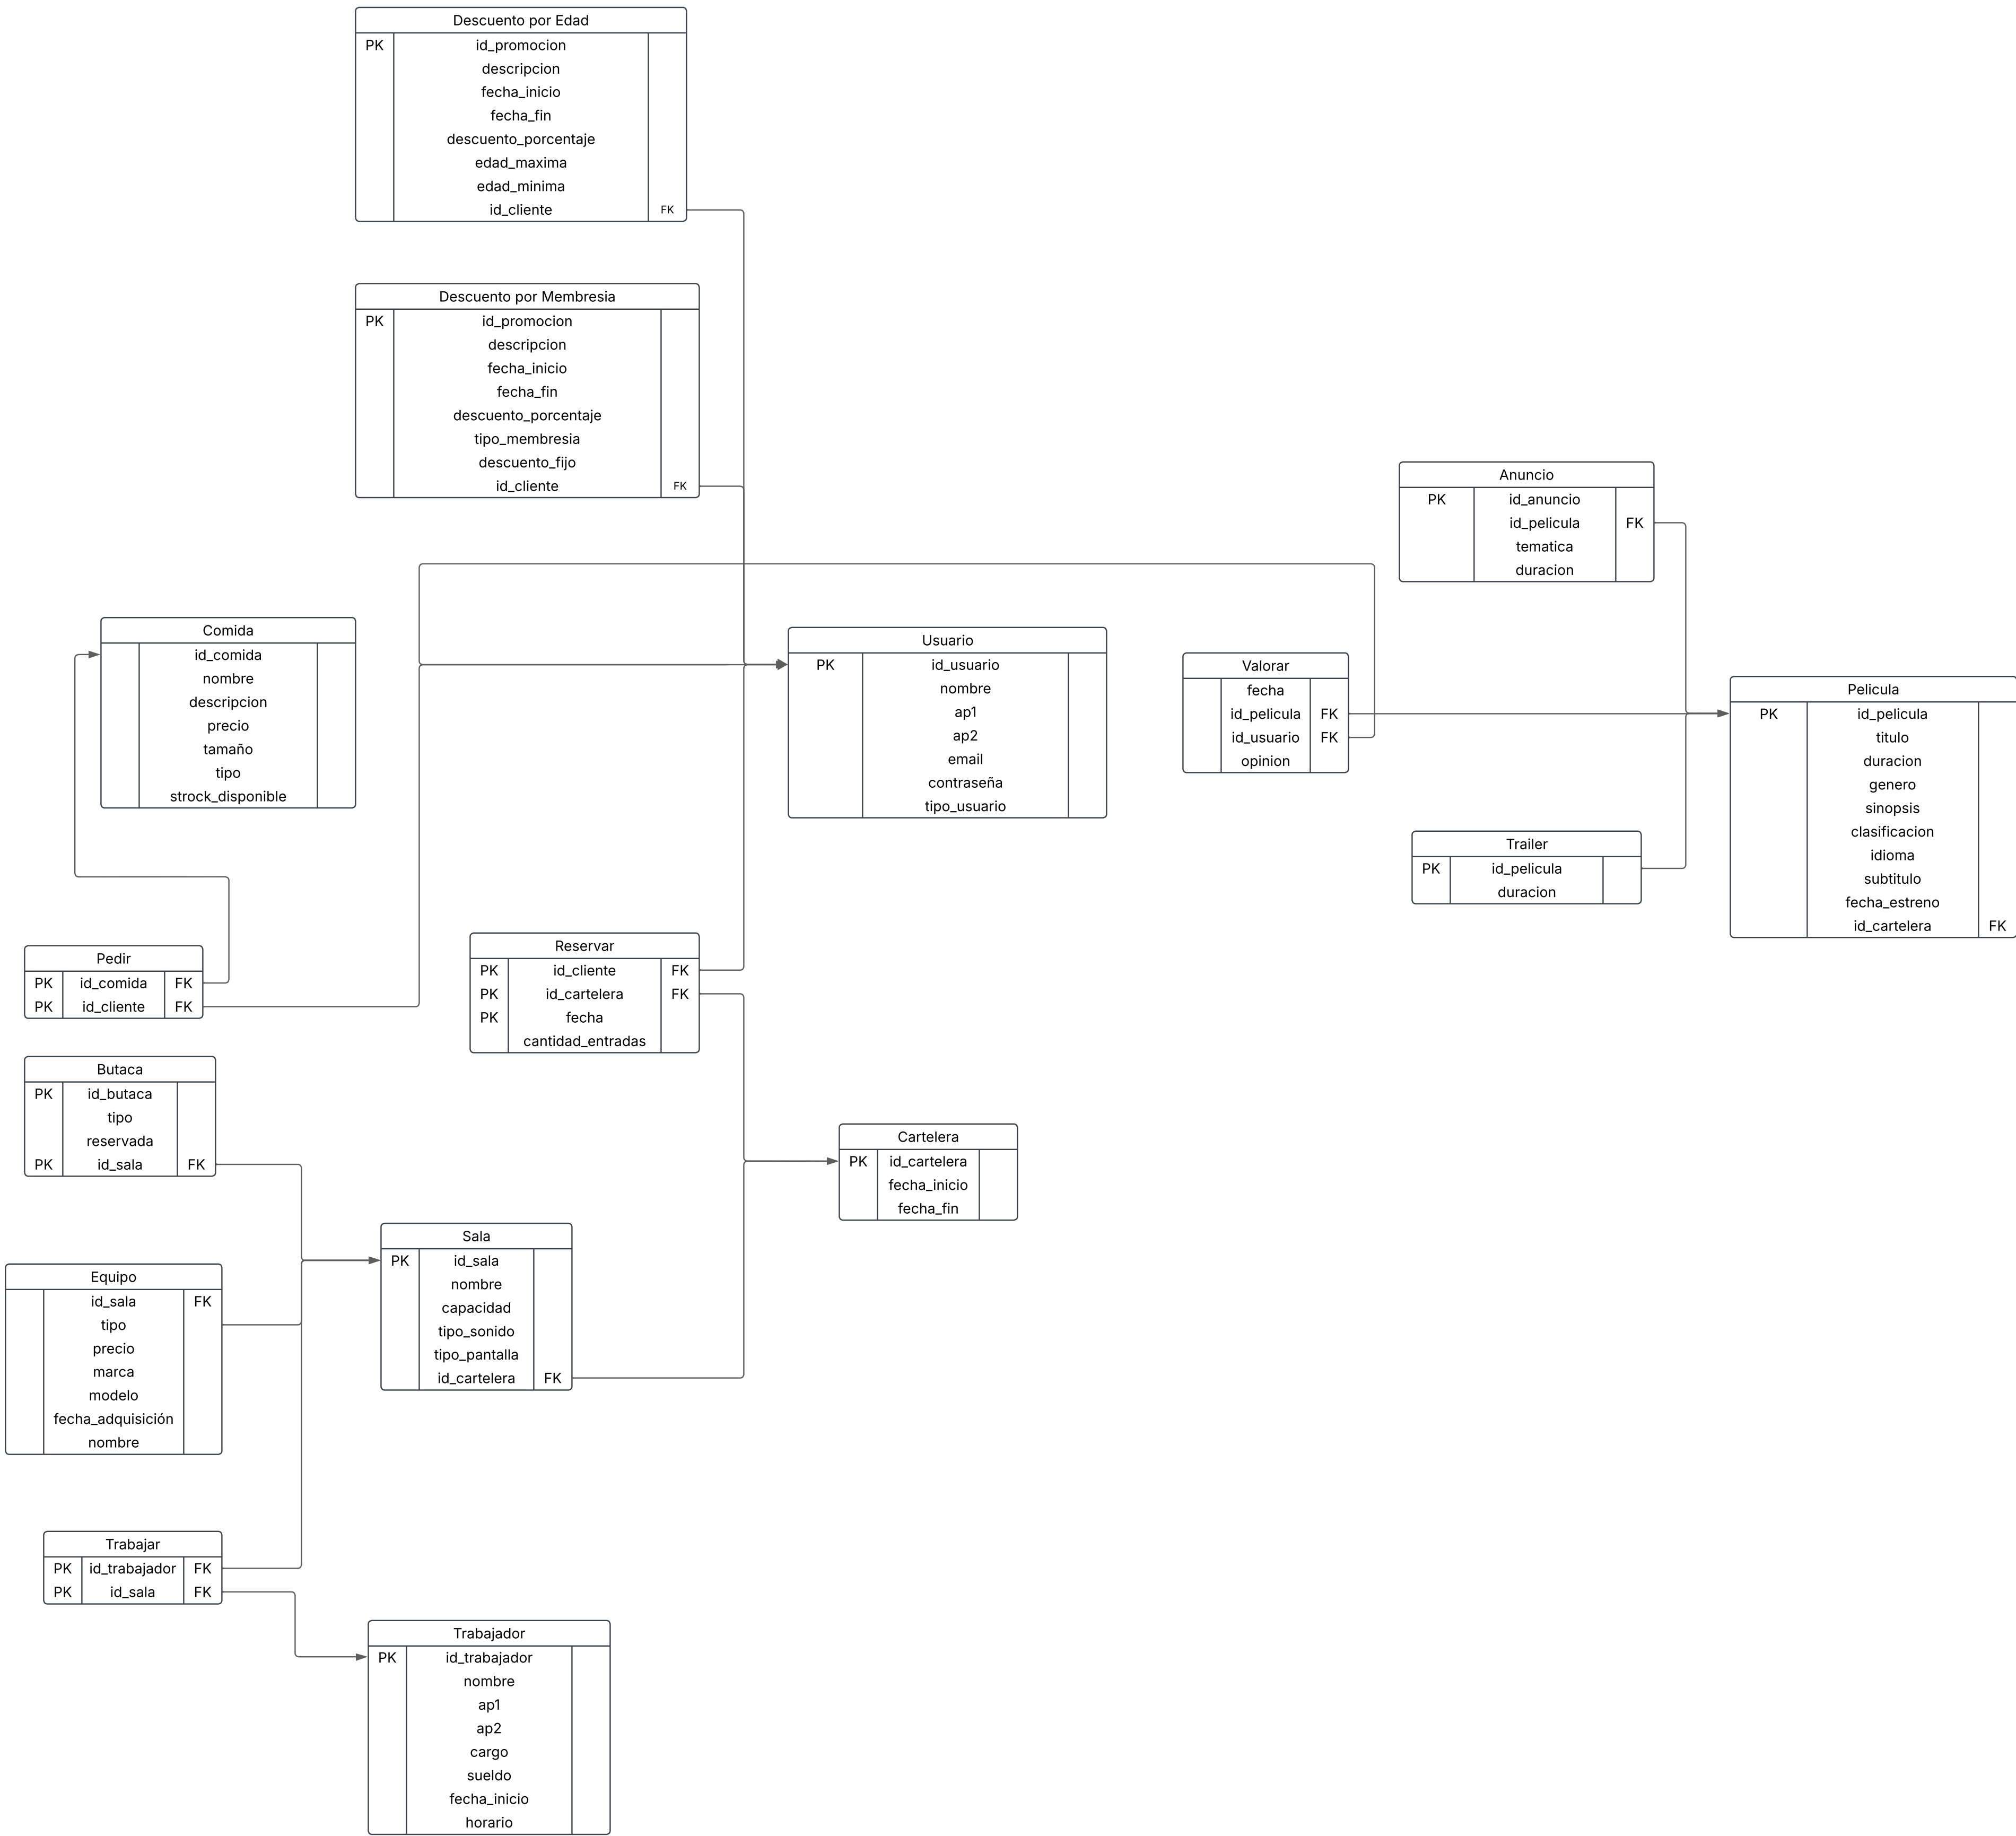 Descuento por Edad
PK id_promocion
descripcion
fecha_inicio
fecha_fin
descuento_porcentaje
edad_maxima
edad_minima
id_cliente FK
Descuento por Membresia
PK id_promocion
descripcion
fecha_inicio
fecha_fin
descuento_porcentaje
tipo_membresia
descuento_fijo
id_cliente FK
Anuncio
PK id_anuncio
id_pelicula FK
tematica
duracion
Comida
id_comida
nombre
descripcion
precio
tamaño
tipo
strock_disponible
Usuario
PK id_usuario
nombre
ap1
ap2
email
contraseña
tipo_usuario
Valorar
fecha
id_pelicula FK
id_usuario FK
opinion
Pelicula
PK id_pelicula
titulo
duracion
genero
sinopsis
clasificacion
idioma
subtitulo
fecha_estreno
id_cartelera FK
Trailer
PK id_pelicula
duracion
Pedir
PK id_comida FK
PK id_cliente FK
Reservar
PK id_cliente FK
PK id_cartelera FK
PK fecha
cantidad_entradas
Butaca
PK id_butaca
tipo
reservada
PK id_sala FK
Cartelera
PK id_cartelera
fecha_inicio
fecha_fin
Sala
PK id_sala
nombre
capacidad
tipo_sonido
tipo_pantalla
id_cartelera FK
Equipo
id_sala FK
tipo
precio
marca
modelo
fecha_adquisición
nombre
Trabajar
PK id_trabajador FK
PK id_sala FK
Trabajador
PK id_trabajador
nombre
ap1
ap2
cargo
sueldo
fecha_inicio
horario